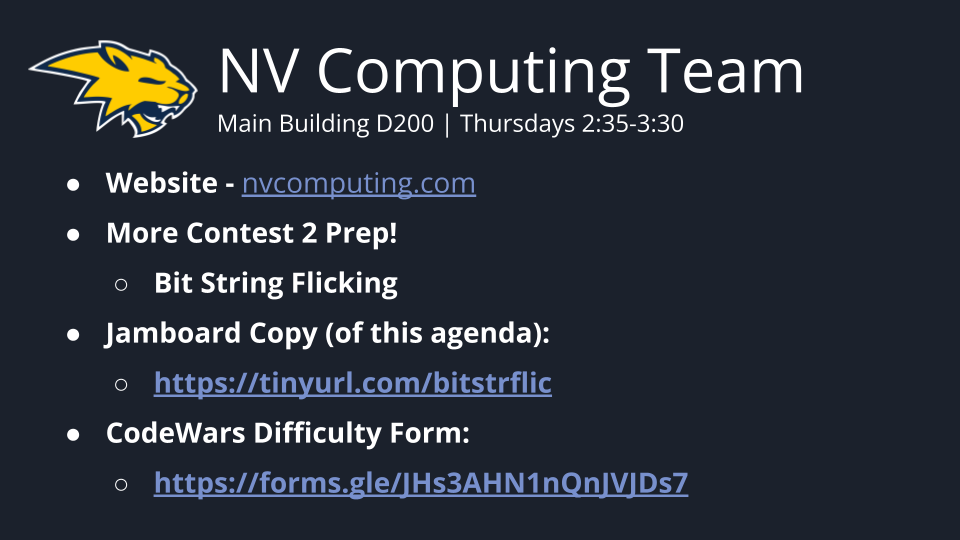 NV Computing Team
Main Building D200 | Thursdays 2:35-3:30
● Website - nvcomputing.com
● More Contest 2 Prep!
○ Bit String Flicking
● Jamboard Copy (of this agenda):
○ https://tinyurl.com/bitstrflic
● CodeWars Difficulty Form:
○ https://forms.gle/JHs3AHN1nQnJVJDs7